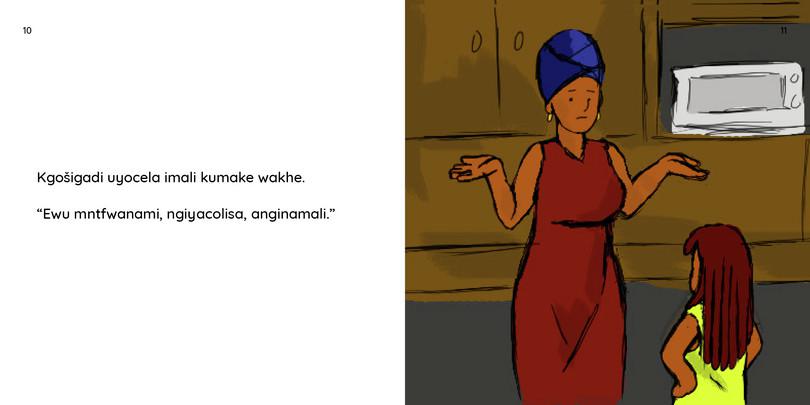 10
Kgošigadi uyocela imali kumake wakhe.
“Ewu mntfwanami, ngiyacolisa, anginamali.”
11